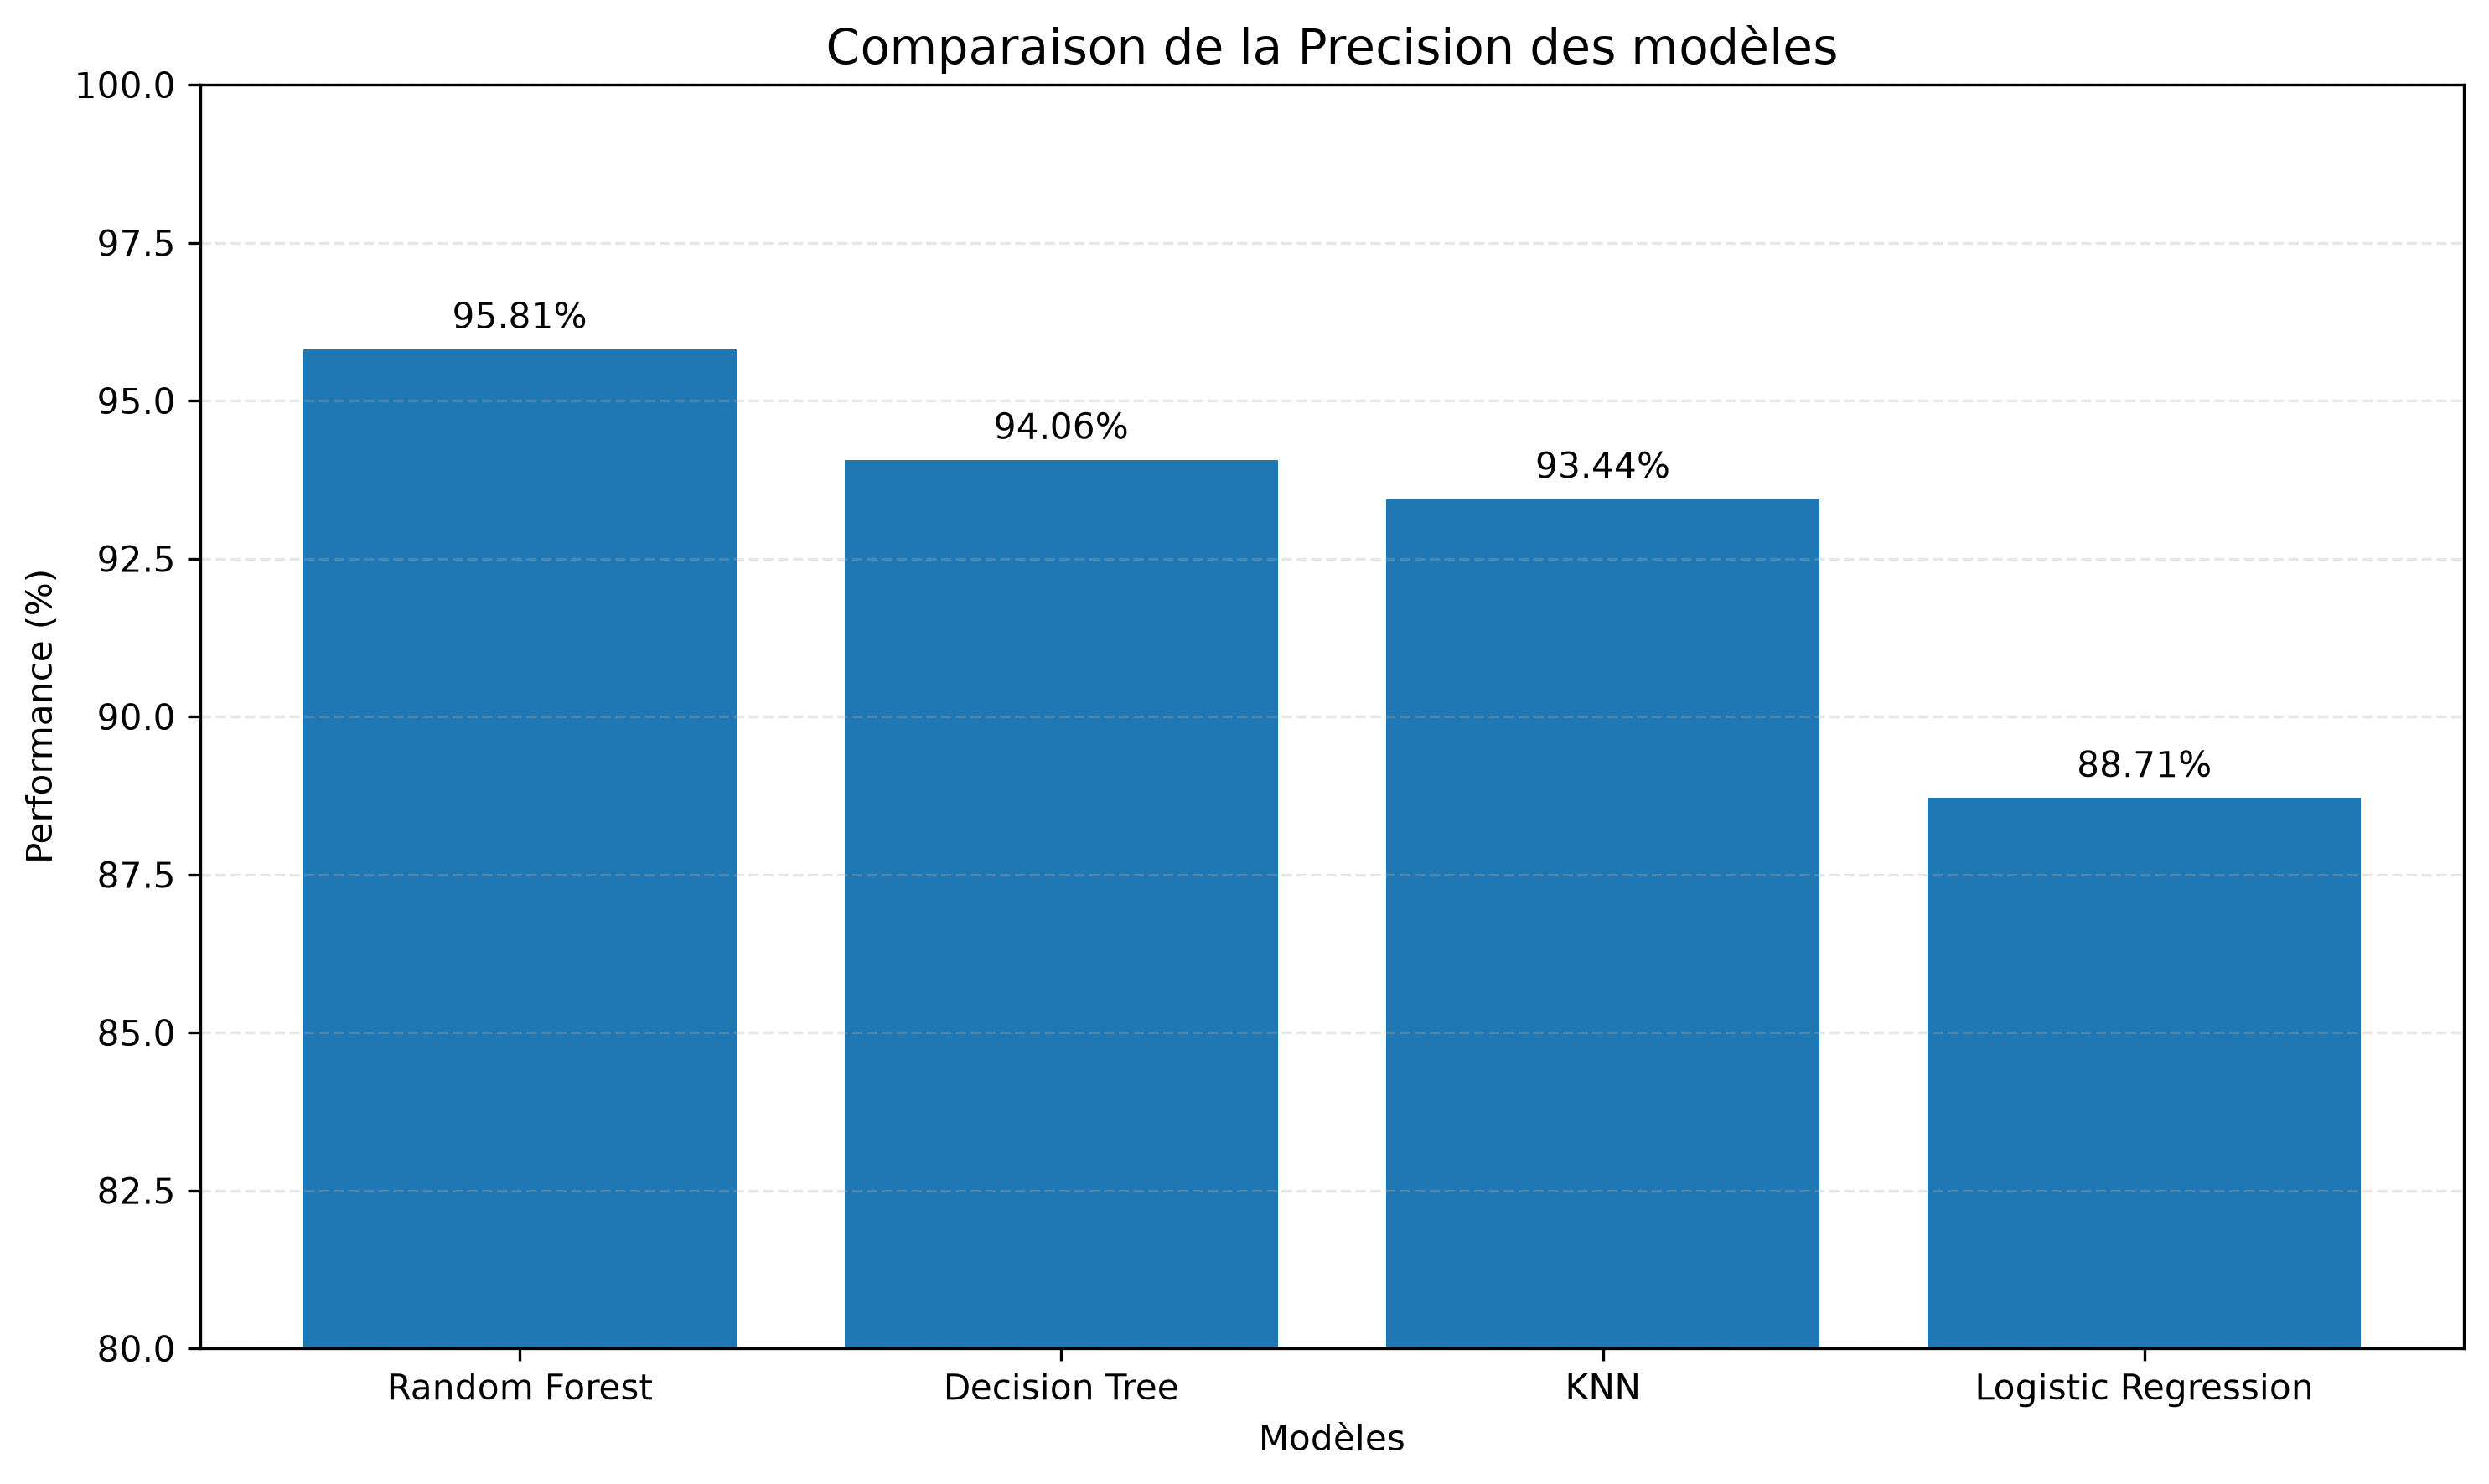 Comparaison de la Precision des modèles
100.0
97.5
95.0
92.5
90.0
87.5
85.0
82.5
80.0
Performance (%)
95.81%
94.06%
93.44%
88.71%
Random Forest
Decision Tree
KNN
Logistic Regression
Modèles